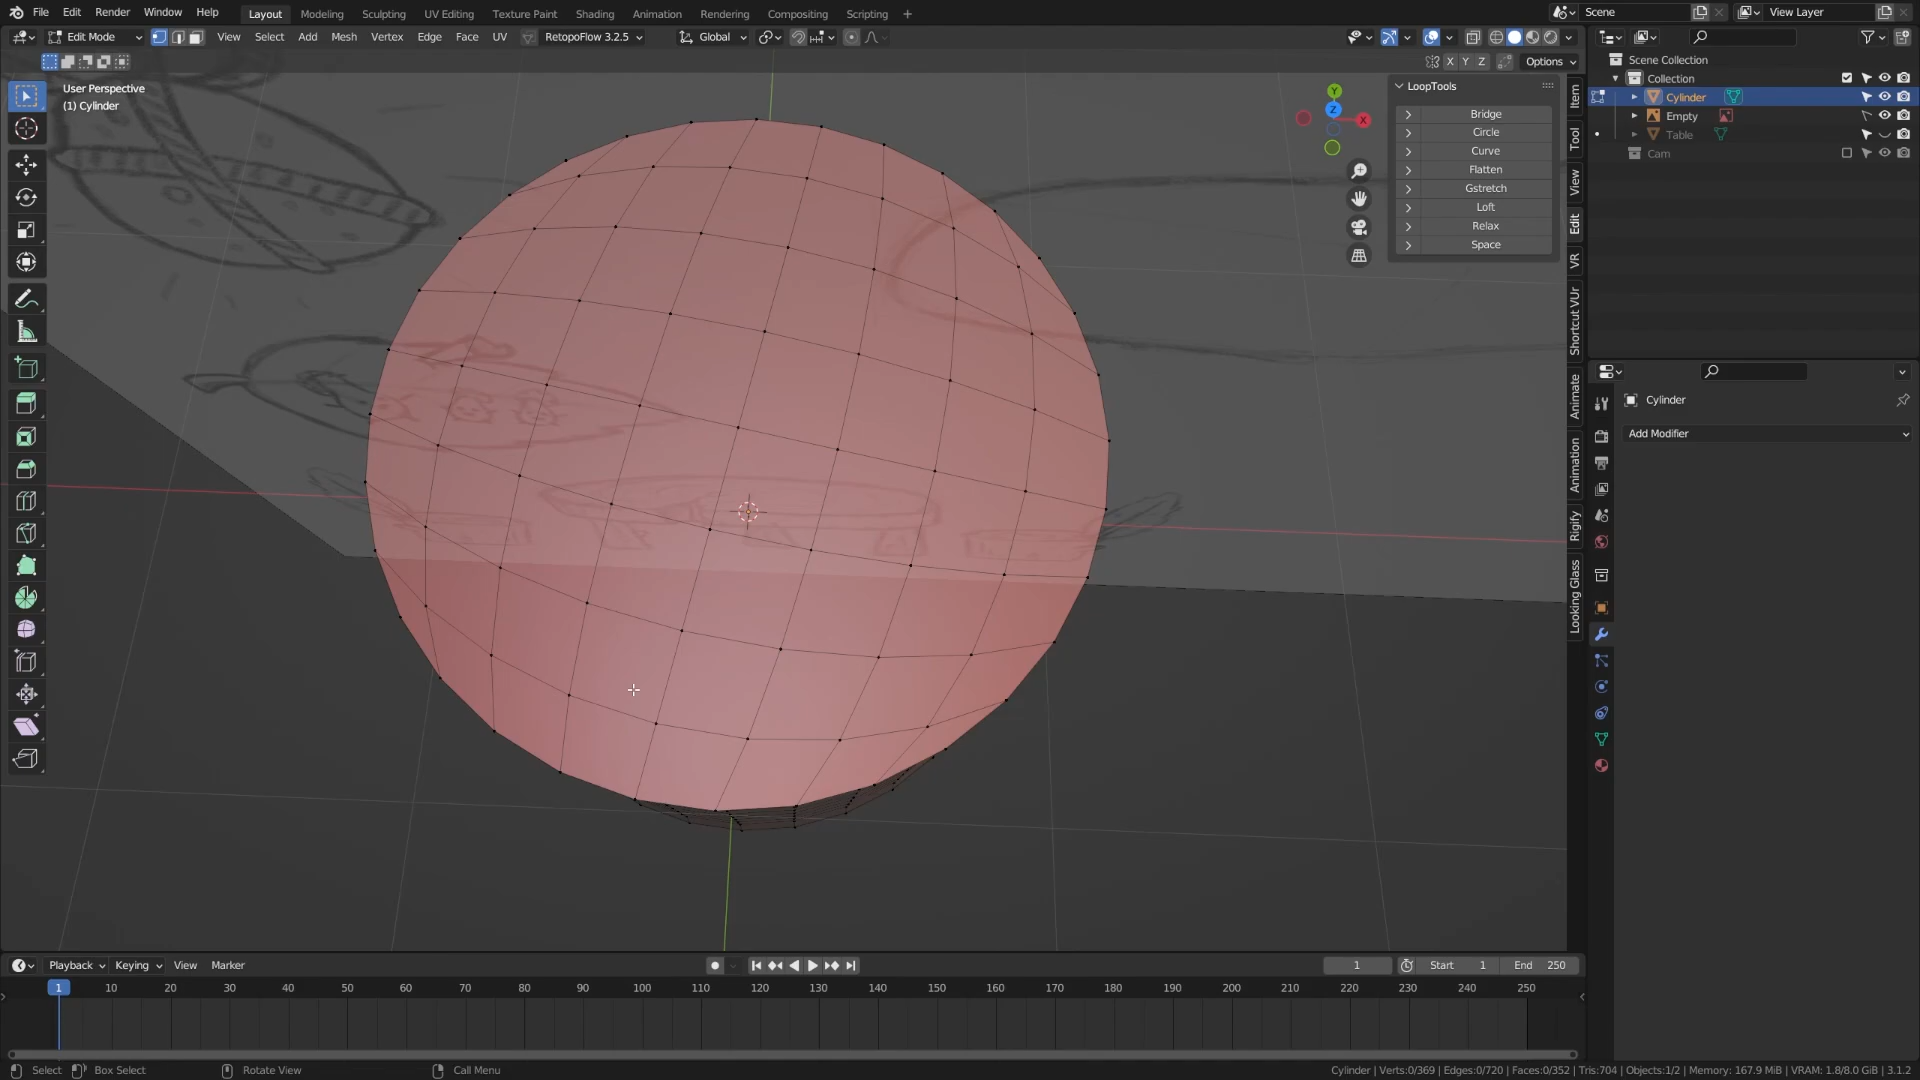 File Edit Render Window Help Layout Modeling Sculpting UV Editing Texture Paint Shading Animation Rendering Compositing Scripting + Scene View Layer
Edit Mode View Select Add Mesh Vertex Edge Face UV RetopoFlow 3.2.5 Global
X Y Z Options
User Perspective
(1) Cylinder
Y
Z
X
LoopTools
Bridge
Circle
Curve
Flatten
Gstretch
Loft
Relax
Space
Item
Tool
View
Edit
VR
Shortcut VUr
Animate
Animation
Rigify
Looking Glass
Scene Collection
Collection
Cylinder
Empty
Table
Cam
Cylinder
Add Modifier
Playback Keying View Marker 1 Start 1 End 250
1 10 20 30 40 50 60 70 80 90 100 110 120 130 140 150 160 170 180 190 200 210 220 230 240 250
Select Box Select Rotate View Call Menu Cylinder | Verts:0/369 | Edges:0/720 | Faces:0/352 | Tris:704 | Objects:1/2 | Memory: 167.9 MiB | VRAM: 1.8/8.0 GiB | 3.1.2